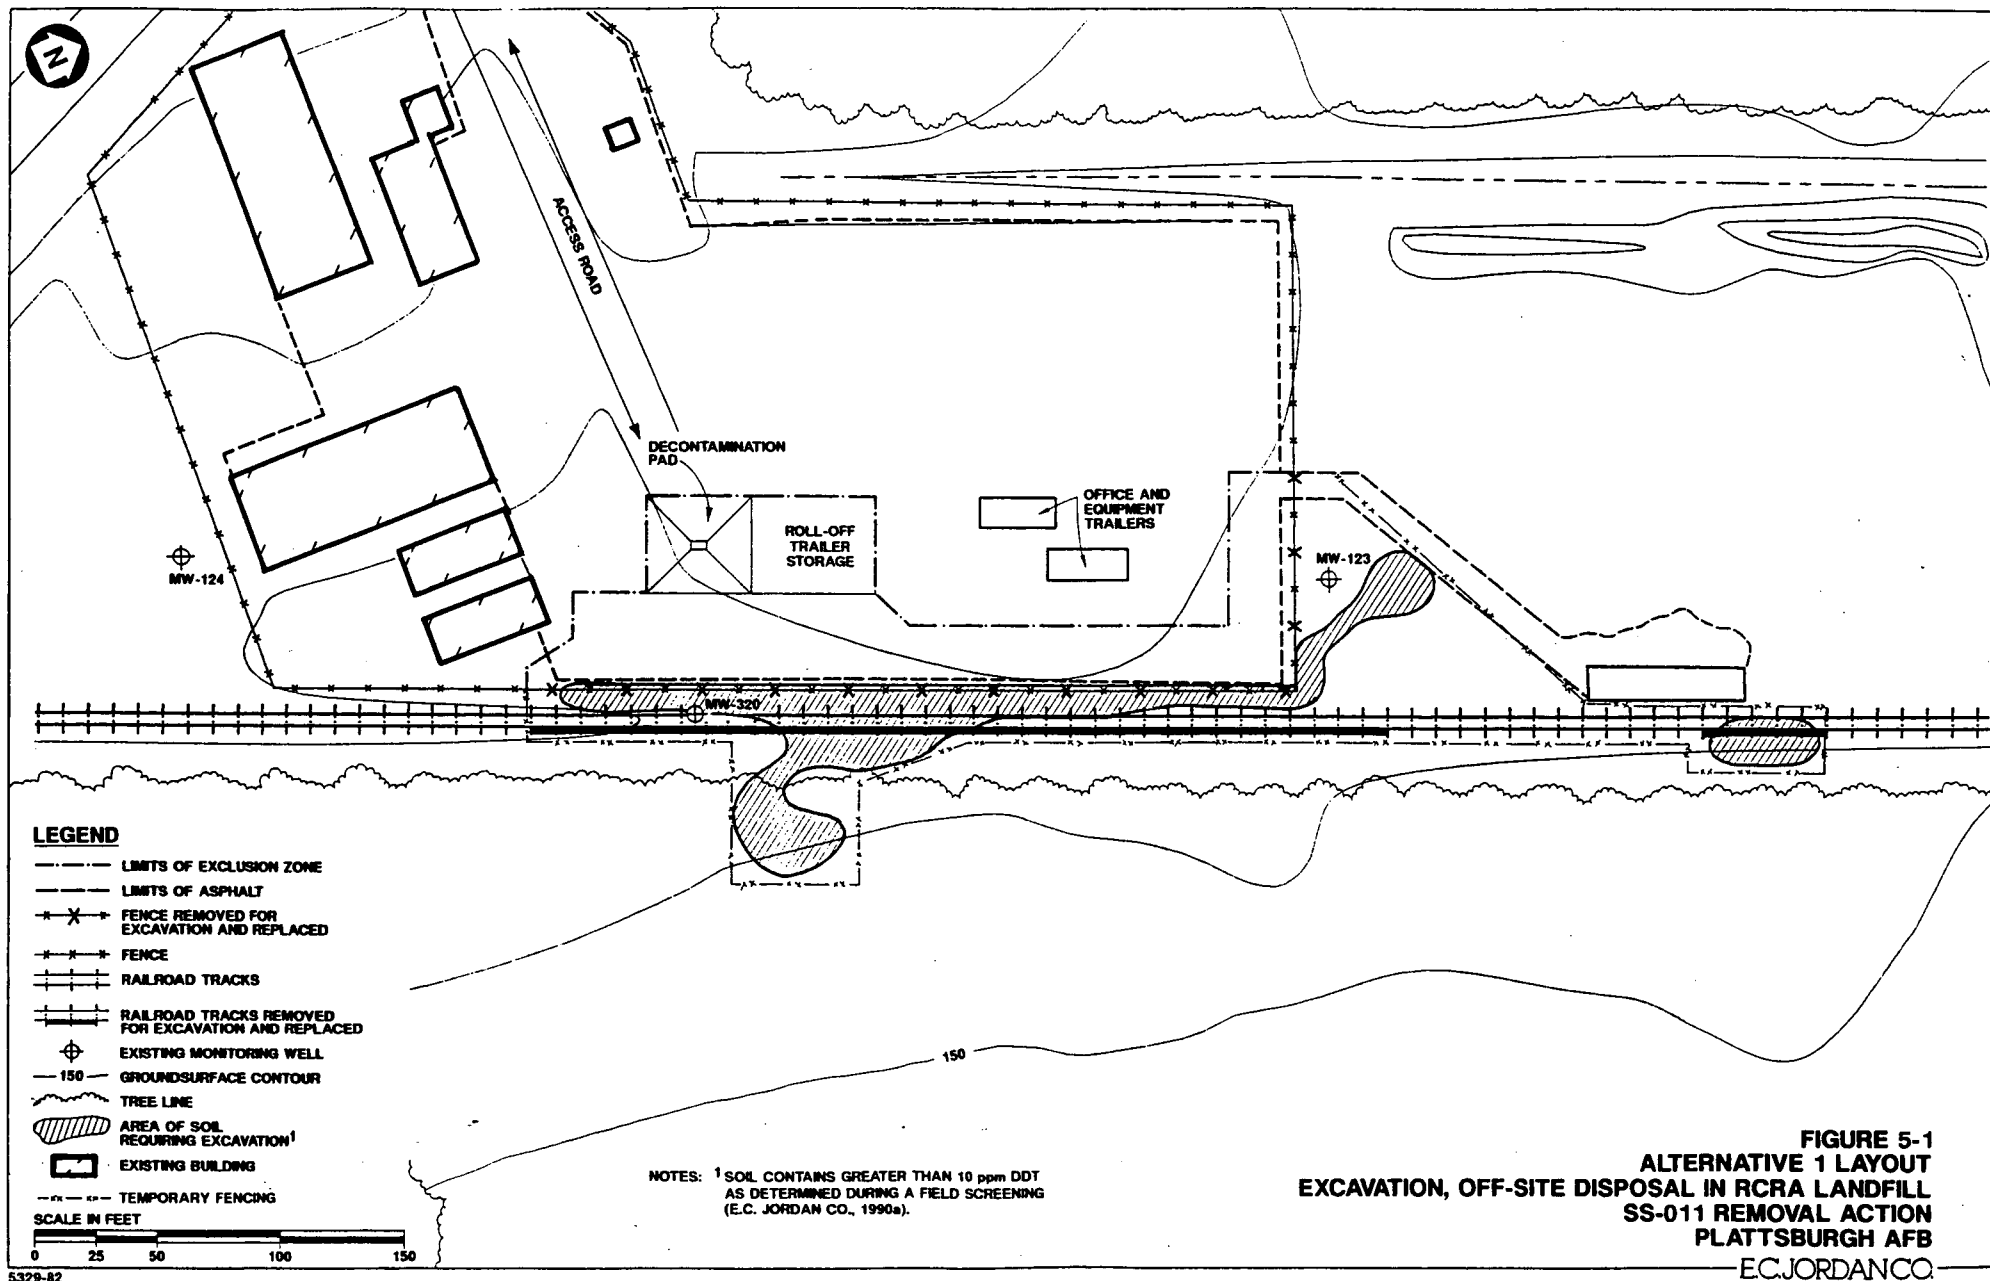 N
ACCESS ROAD
DECONTAMINATION
PAD
ROLL-OFF
TRAILER
STORAGE
OFFICE AND
EQUIPMENT
TRAILERS
MW-123
MW-124
MW-320
150
LEGEND
LIMITS OF EXCLUSION ZONE
LIMITS OF ASPHALT
FENCE REMOVED FOR
EXCAVATION AND REPLACED
FENCE
RAILROAD TRACKS
RAILROAD TRACKS REMOVED
FOR EXCAVATION AND REPLACED
EXISTING MONITORING WELL
150 GROUNDSURFACE CONTOUR
TREE LINE
AREA OF SOIL
REQUIRING EXCAVATION¹
EXISTING BUILDING
TEMPORARY FENCING
SCALE IN FEET
0 25 50 100 150
5329-82
NOTES: ¹ SOIL CONTAINS GREATER THAN 10 ppm DDT
AS DETERMINED DURING A FIELD SCREENING
(E.C. JORDAN CO., 1990a).
FIGURE 5-1
ALTERNATIVE 1 LAYOUT
EXCAVATION, OFF-SITE DISPOSAL IN RCRA LANDFILL
SS-011 REMOVAL ACTION
PLATTSBURGH AFB
E.C.JORDAN CO.